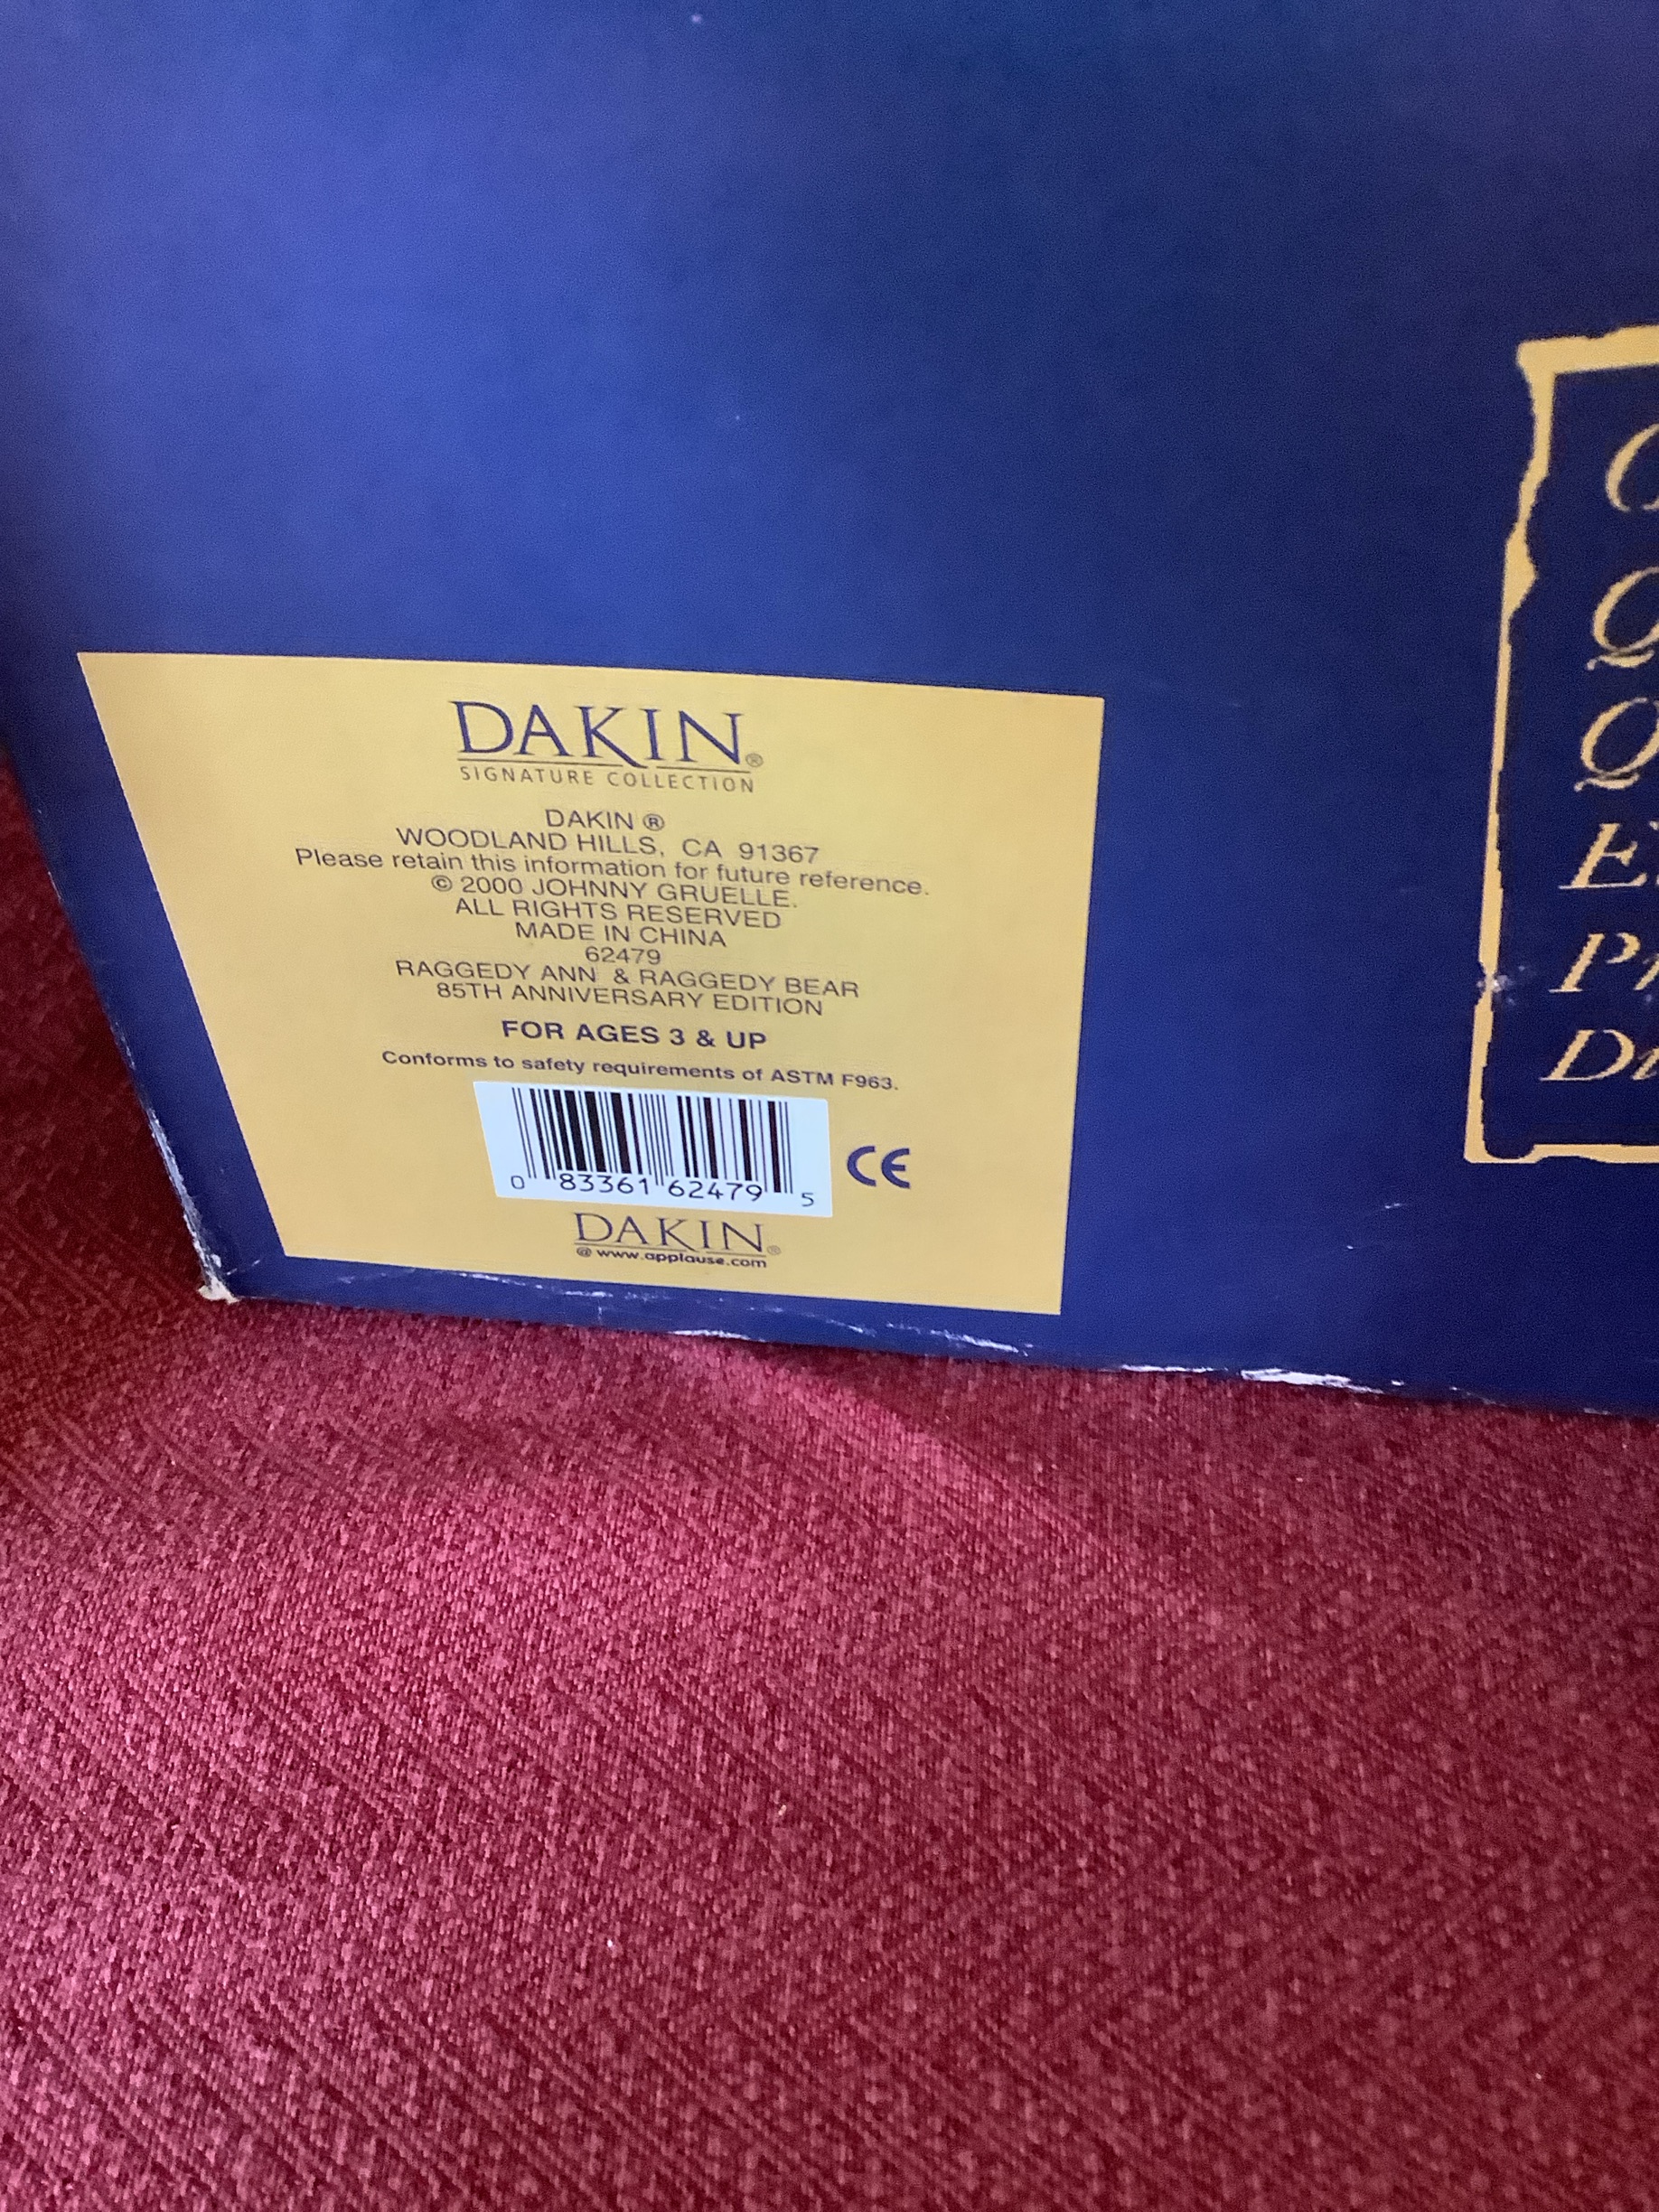 DAKIN®
SIGNATURE COLLECTION
DAKIN ®
WOODLAND HILLS, CA 91367
Please retain this information for future reference.
© 2000 JOHNNY GRUELLE.
ALL RIGHTS RESERVED
MADE IN CHINA
62479
RAGGEDY ANN & RAGGEDY BEAR
85TH ANNIVERSARY EDITION
FOR AGES 3 & UP
Conforms to safety requirements of ASTM F963.
0 83361 62479 5
CE
DAKIN®
@ www.applause.com